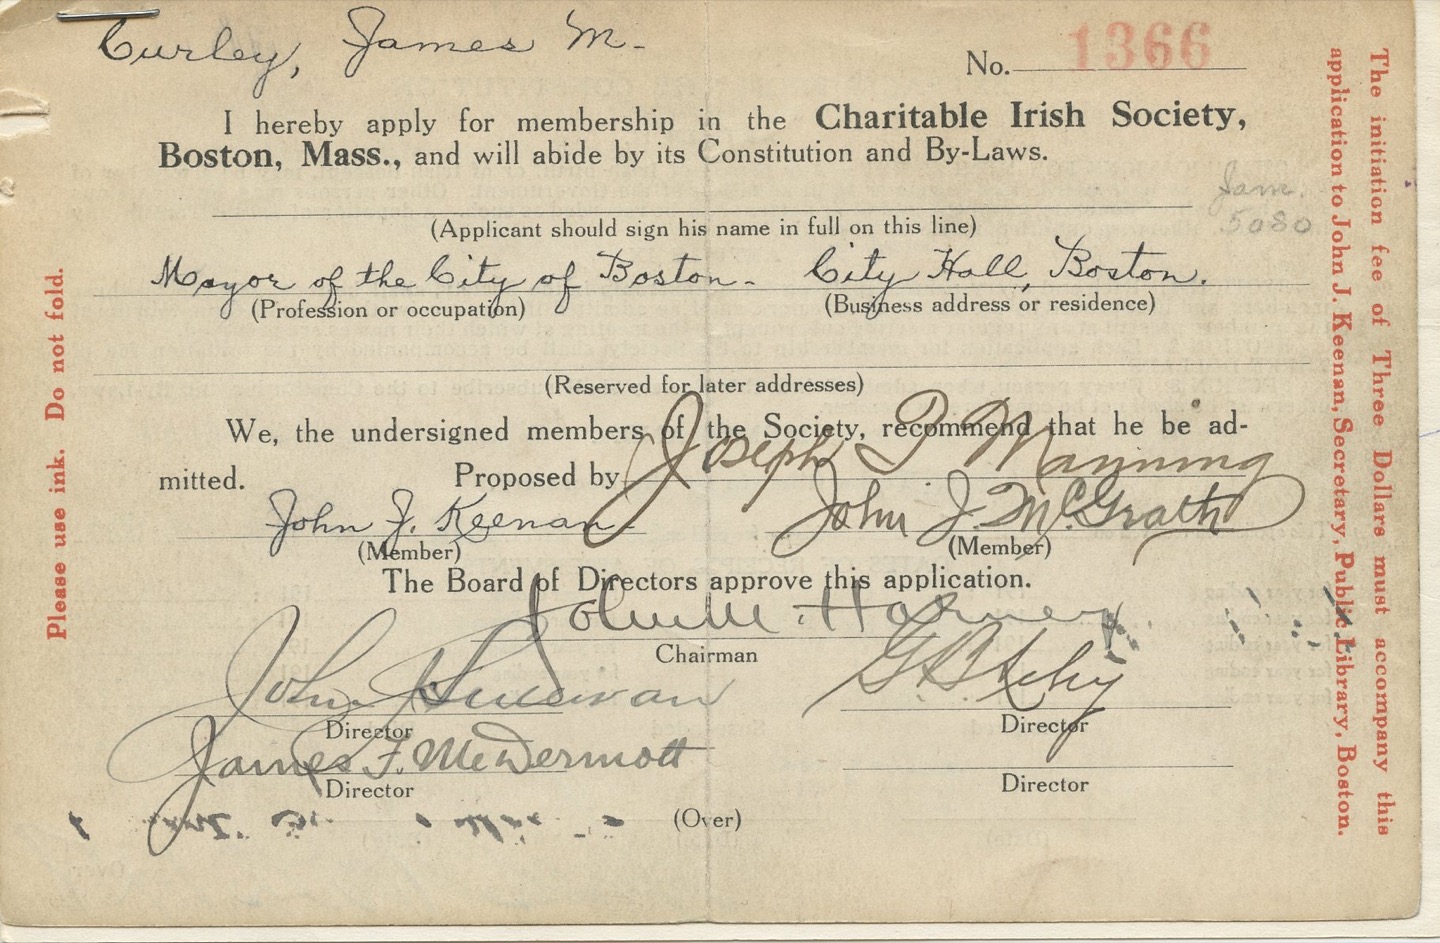 Curley, James M.
No. 1366
I hereby apply for membership in the Charitable Irish Society,
Boston, Mass., and will abide by its Constitution and By-Laws.
Jam.
5080
(Applicant should sign his name in full on this line)
Mayor of the City of Boston. City Hall, Boston.
(Profession or occupation) (Business address or residence)
(Reserved for later addresses)
We, the undersigned members of the Society, recommend that he be ad-
mitted. Proposed by Joseph P Manning
John J. Keenan John J. McGrath
(Member) (Member)
The Board of Directors approve this application.
John M.
Chairman
John J Sullivan
Director Director
James F. McDermott
Director Director
(Over)
Please use ink. Do not fold.
The initiation fee of Three Dollars must accompany this
application to John J. Keenan, Secretary, Public Library, Boston.